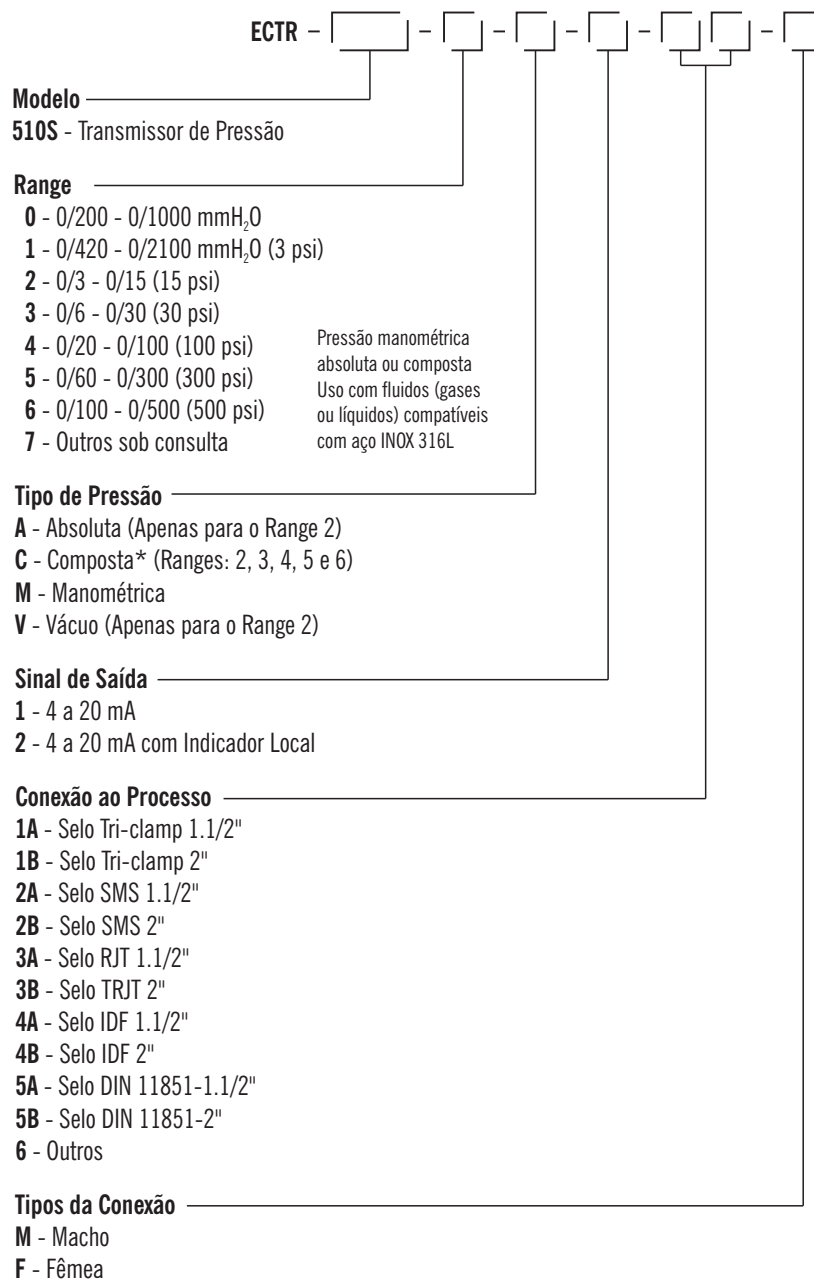 ECTR – – – – – –
Modelo
510S - Transmissor de Pressão
Range
0 - 0/200 - 0/1000 mmH₂O
1 - 0/420 - 0/2100 mmH₂O (3 psi)
2 - 0/3 - 0/15 (15 psi)
3 - 0/6 - 0/30 (30 psi)
4 - 0/20 - 0/100 (100 psi)
5 - 0/60 - 0/300 (300 psi)
6 - 0/100 - 0/500 (500 psi)
7 - Outros sob consulta
Pressão manométrica
absoluta ou composta
Uso com fluidos (gases
ou líquidos) compatíveis
com aço INOX 316L
Tipo de Pressão
A - Absoluta (Apenas para o Range 2)
C - Composta* (Ranges: 2, 3, 4, 5 e 6)
M - Manométrica
V - Vácuo (Apenas para o Range 2)
Sinal de Saída
1 - 4 a 20 mA
2 - 4 a 20 mA com Indicador Local
Conexão ao Processo
1A - Selo Tri-clamp 1.1/2"
1B - Selo Tri-clamp 2"
2A - Selo SMS 1.1/2"
2B - Selo SMS 2"
3A - Selo RJT 1.1/2"
3B - Selo TRJT 2"
4A - Selo IDF 1.1/2"
4B - Selo IDF 2"
5A - Selo DIN 11851-1.1/2"
5B - Selo DIN 11851-2"
6 - Outros
Tipos da Conexão
M - Macho
F - Fêmea